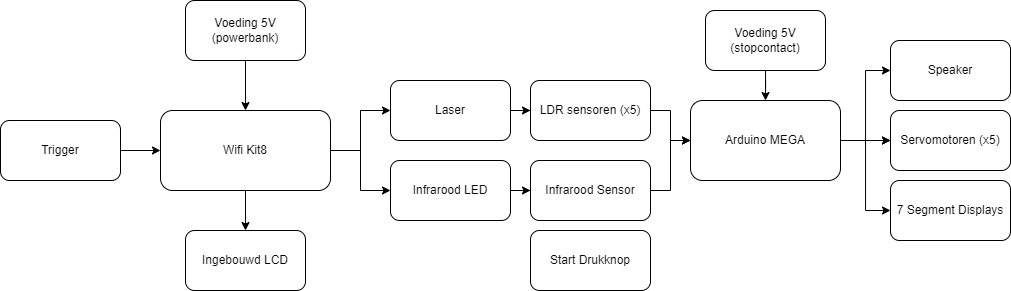 Voeding 5V
(powerbank)
Voeding 5V
(stopcontact)
Speaker
Laser
LDR sensoren (x5)
Trigger
Wifi Kit8
Arduino MEGA
Servomotoren (x5)
Infrarood LED
Infrarood Sensor
7 Segment Displays
Ingebouwd LCD
Start Drukknop